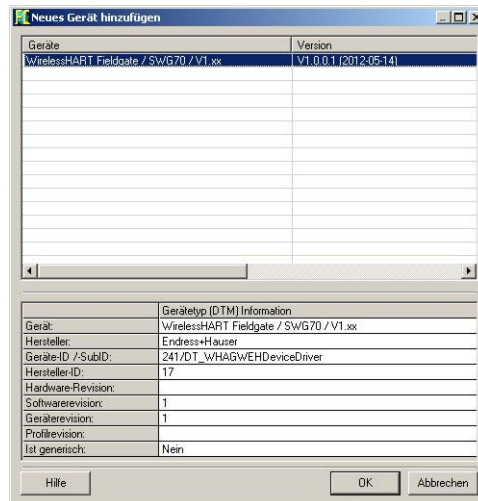 Neues Gerät hinzufügen
Geräte Version
WirelessHART Fieldgate / SWG70 / V1.xx V1.0.0.1 (2012-05-14)
Gerätetyp (DTM) Information
Gerät: WirelessHART Fieldgate / SWG70 / V1.xx
Hersteller: Endress+Hauser
Geräte-ID /-SubID: 241/DT_WHAGWEHDeviceDriver
Hersteller-ID: 17
Hardware-Revision:
Softwarerevision: 1
Geräterevision: 1
Profilrevision:
Ist generisch: Nein
Hilfe OK Abbrechen